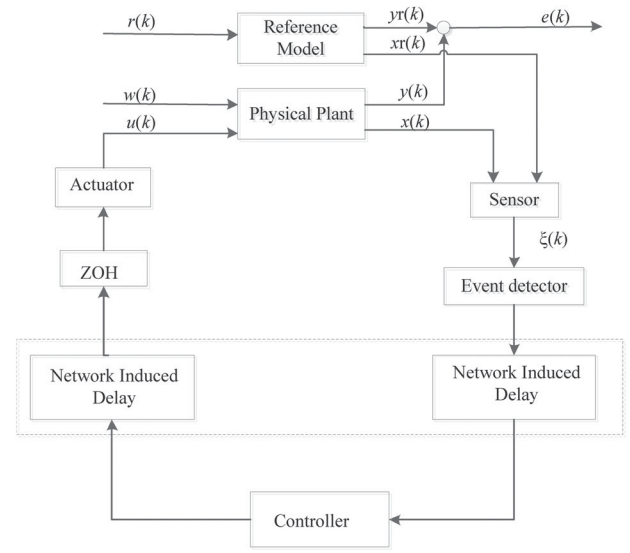 r(k)
Reference
Model
yr(k)
e(k)
xr(k)
w(k)
u(k)
Physical Plant
y(k)
x(k)
Actuator
Sensor
ξ(k)
ZOH
Event detector
Network Induced
Delay
Network Induced
Delay
Controller